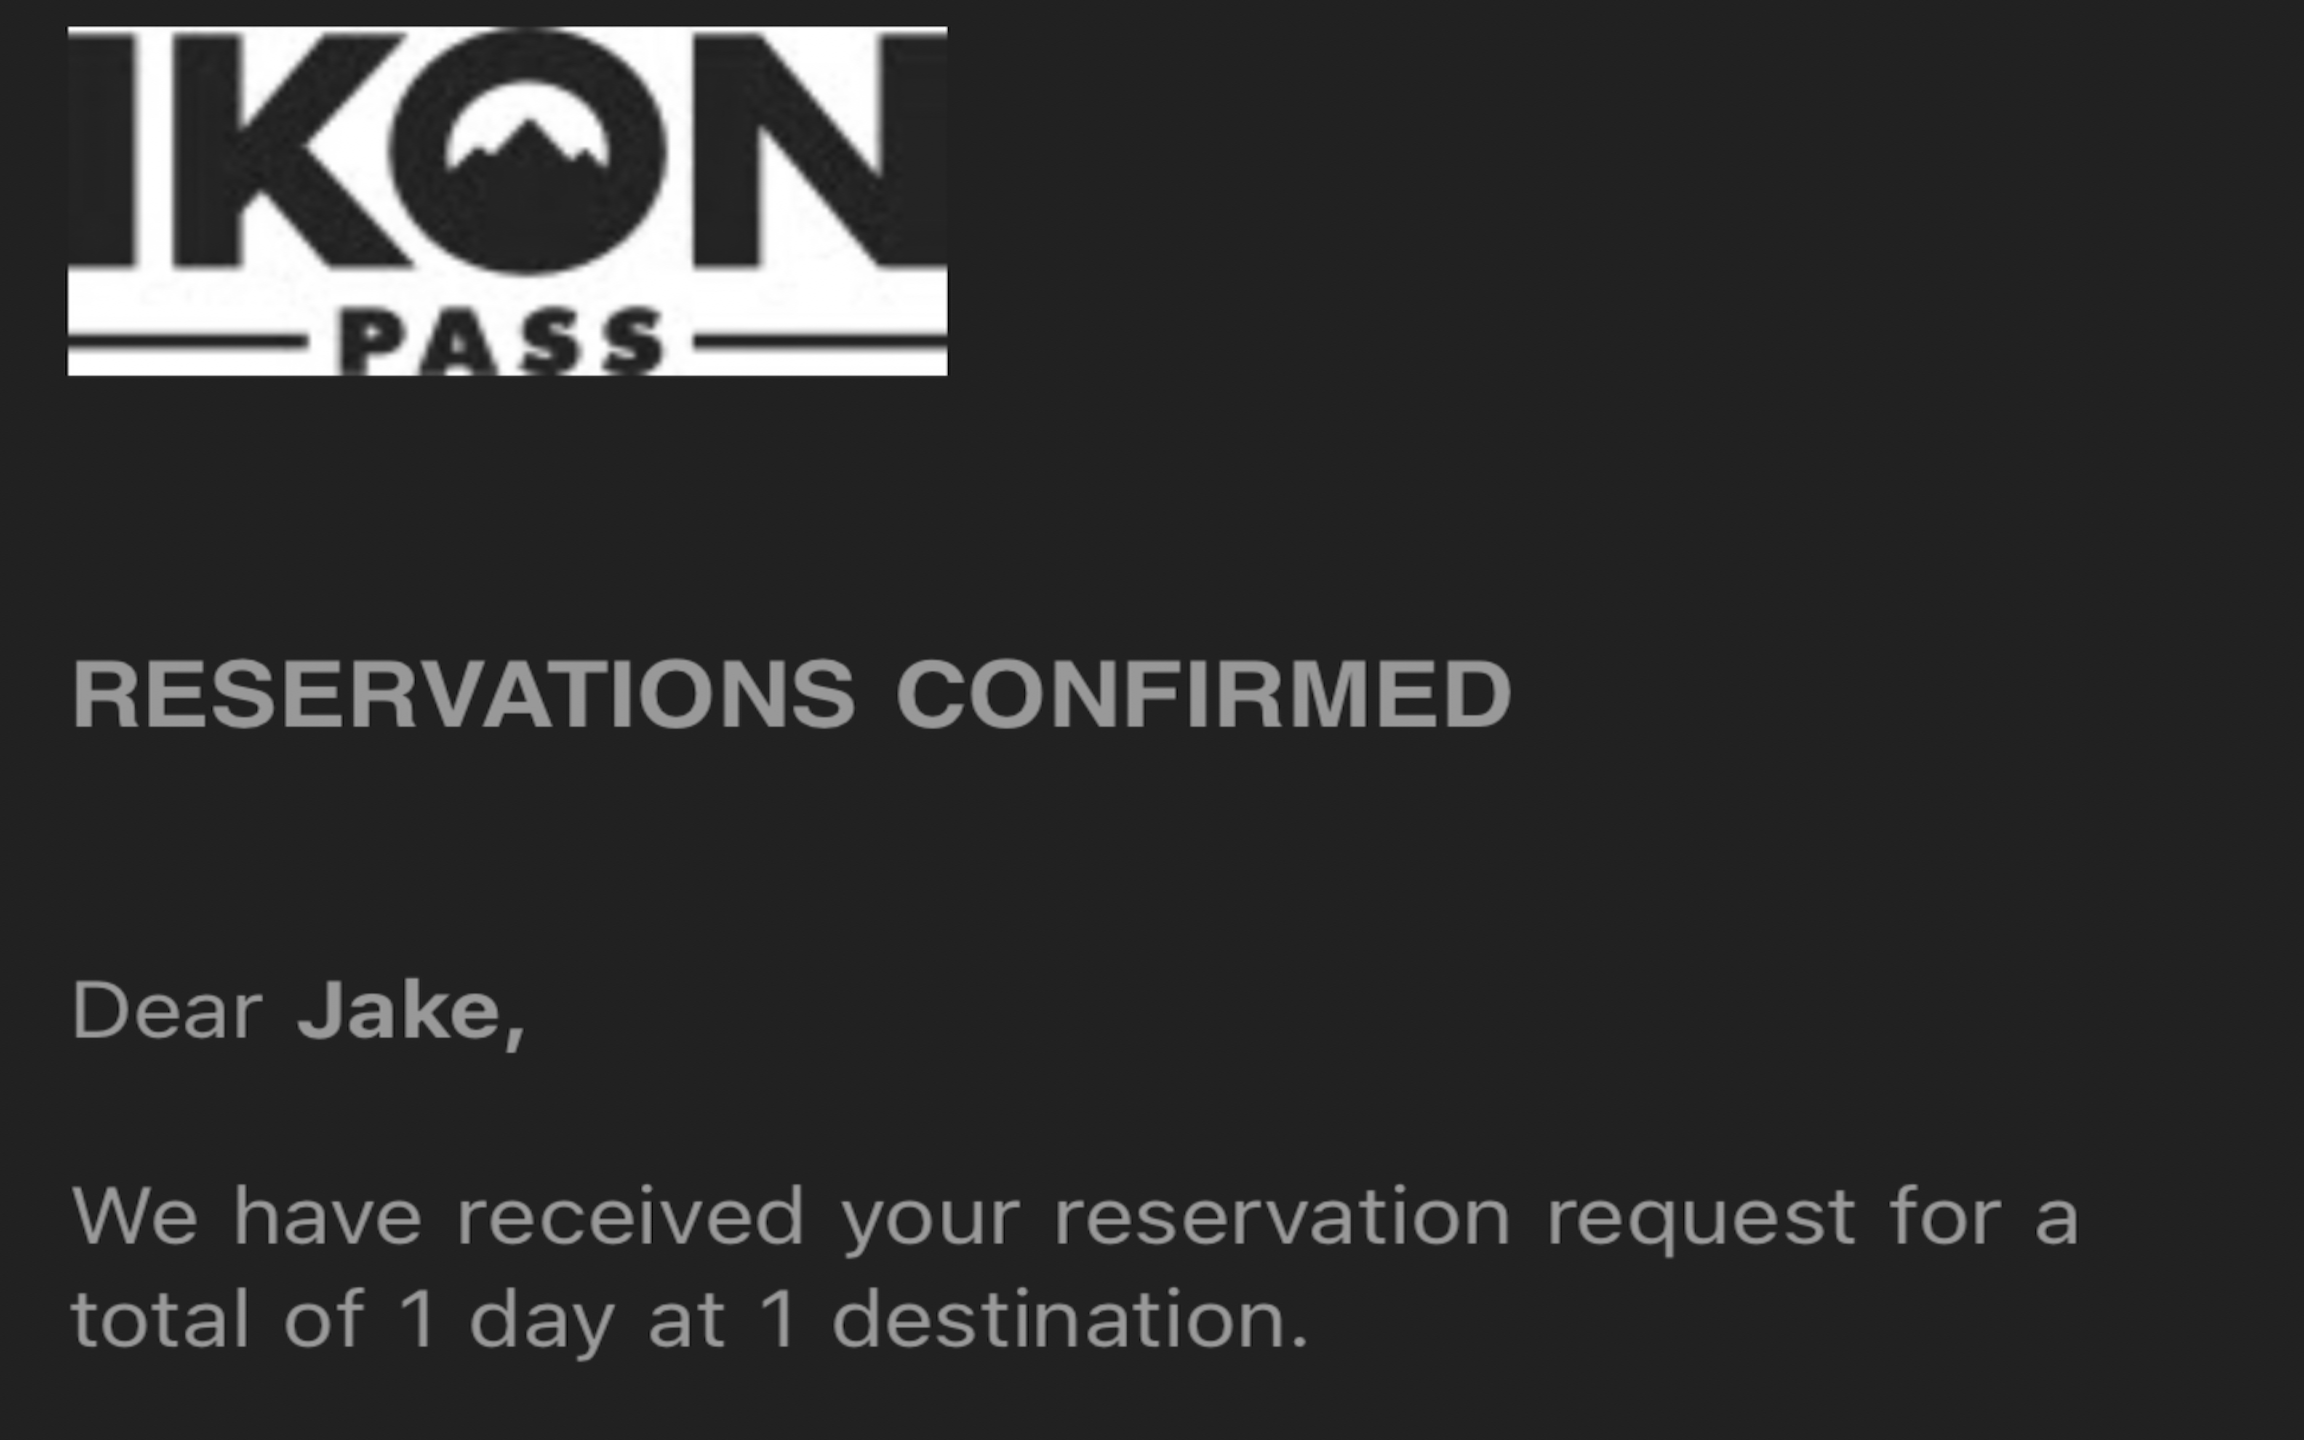 IKON
PASS
RESERVATIONS CONFIRMED
Dear Jake,
We have received your reservation request for a
total of 1 day at 1 destination.